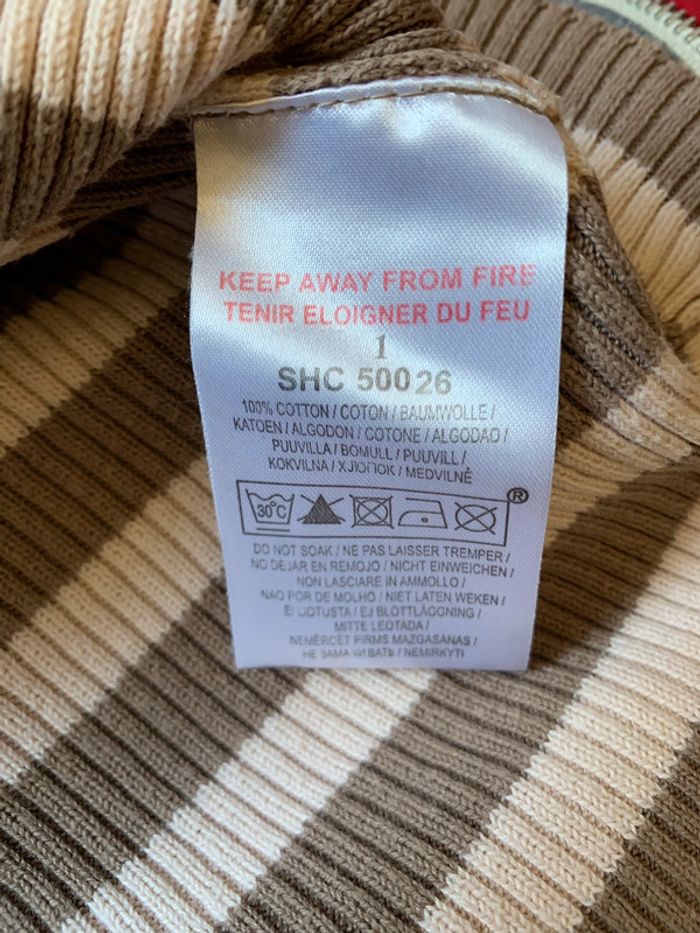 KEEP AWAY FROM FIRE
TENIR ELOIGNER DU FEU
1
SHC 50026
100% COTTON / COTON / BAUMWOLLE /
KATOEN / ALGODON / COTONE / ALGODAO /
PUUVILLA / BOMULL / PUUVILL /
KOKVILNA / ХЛОПОК / MEDVILNĖ
30°C
®
DO NOT SOAK / NE PAS LAISSER TREMPER /
NO DEJAR EN REMOJO / NICHT EINWEICHEN /
NON LASCIARE IN AMMOLLO /
NAO POR DE MOLHO / NIET LATEN WEKEN /
EI LIOTUSTA / EJ BLÖTTLÄGGNING /
MITTE LEOTADA /
NEMĒRCĒT PIRMS MAZGASANAS /
НЕ ЗАМАЧИВАТЬ / NEMIRKYTI